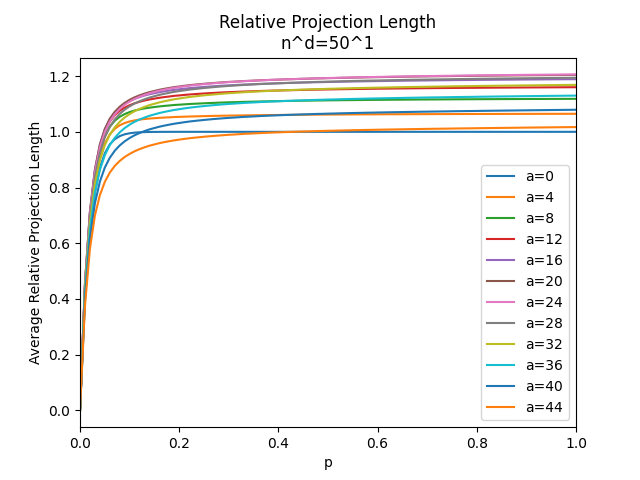 Relative Projection Length
n^d=50^1
Average Relative Projection Length
1.2
1.0
0.8
0.6
0.4
0.2
0.0
a=0
a=4
a=8
a=12
a=16
a=20
a=24
a=28
a=32
a=36
a=40
a=44
0.0 0.2 0.4 0.6 0.8 1.0
p